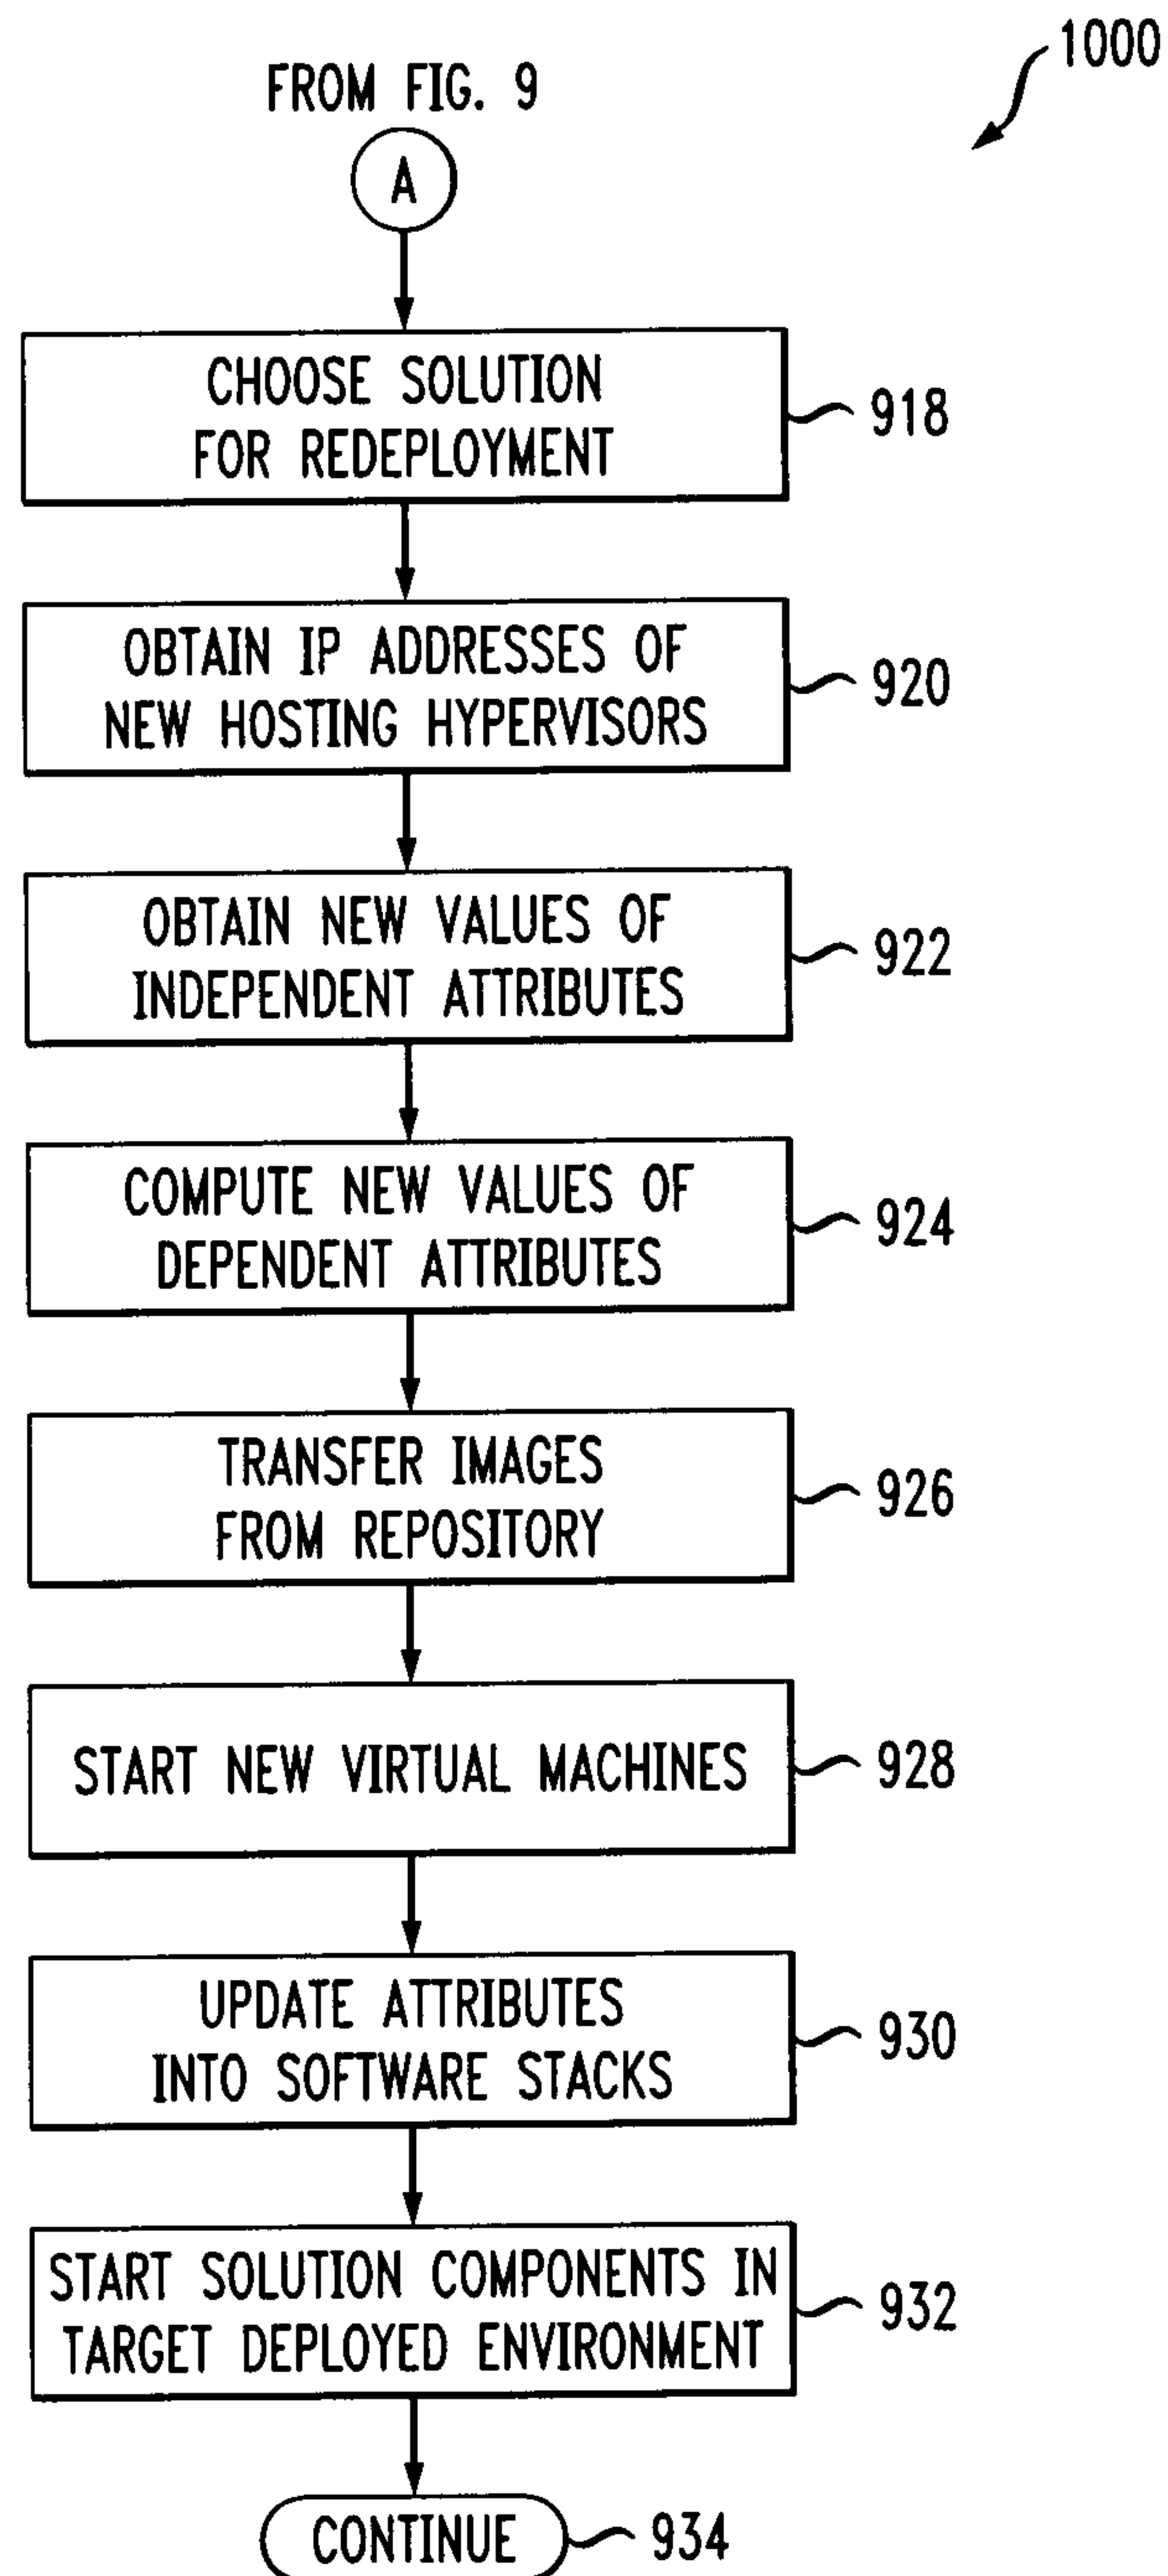 1000
FROM FIG. 9
A
CHOOSE SOLUTION
FOR REDEPLOYMENT
918
OBTAIN IP ADDRESSES OF
NEW HOSTING HYPERVISORS
920
OBTAIN NEW VALUES OF
INDEPENDENT ATTRIBUTES
922
COMPUTE NEW VALUES OF
DEPENDENT ATTRIBUTES
924
TRANSFER IMAGES
FROM REPOSITORY
926
START NEW VIRTUAL MACHINES
928
UPDATE ATTRIBUTES
INTO SOFTWARE STACKS
930
START SOLUTION COMPONENTS IN
TARGET DEPLOYED ENVIRONMENT
932
CONTINUE
934